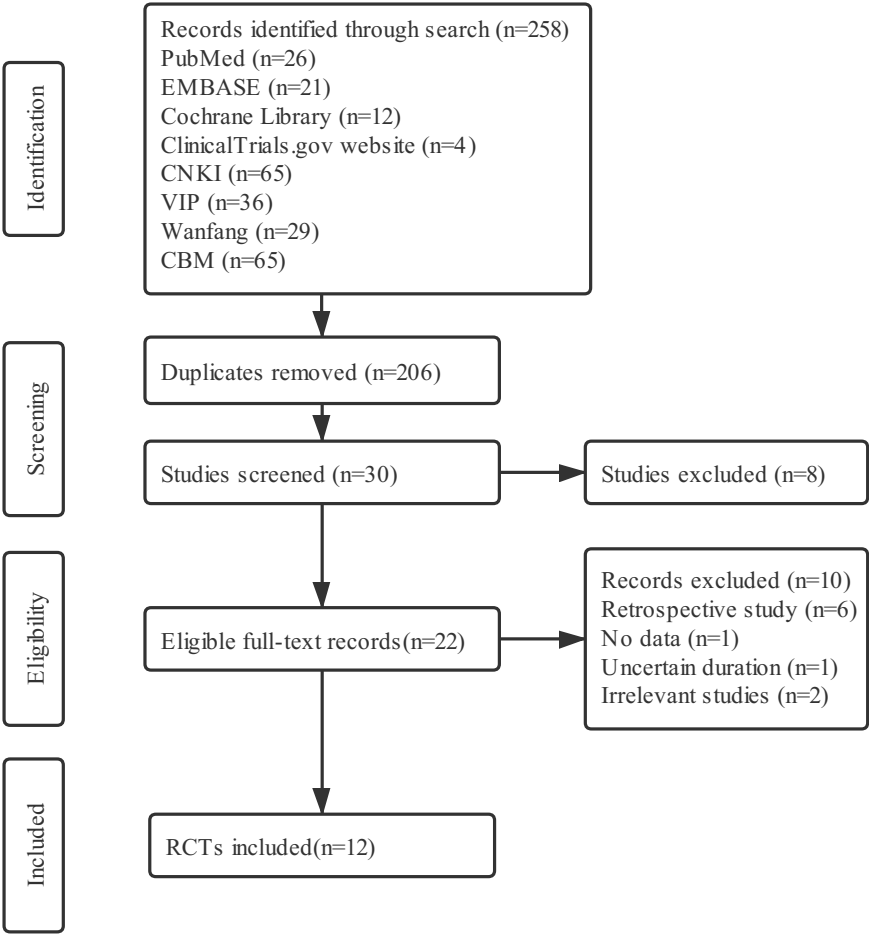 Identification
Records identified through search (n=258)
PubMed (n=26)
EMBASE (n=21)
Cochrane Library (n=12)
ClinicalTrials.gov website (n=4)
CNKI (n=65)
VIP (n=36)
Wanfang (n=29)
CBM (n=65)
Screening
Duplicates removed (n=206)
Studies screened (n=30)
Studies excluded (n=8)
Eligibility
Eligible full-text records(n=22)
Records excluded (n=10)
Retrospective study (n=6)
No data (n=1)
Uncertain duration (n=1)
Irrelevant studies (n=2)
Included
RCTs included(n=12)